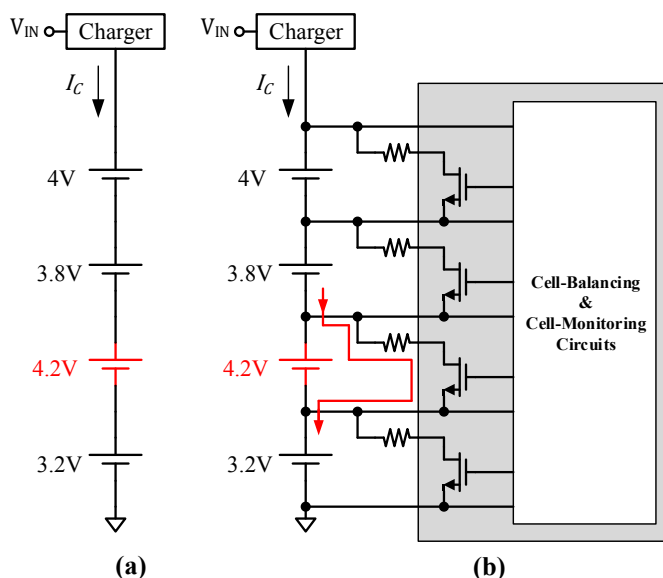 VIN Charger
IC
4V
3.8V
4.2V
3.2V
(a)
VIN Charger
IC
4V
3.8V
4.2V
3.2V
Cell-Balancing
&
Cell-Monitoring
Circuits
(b)